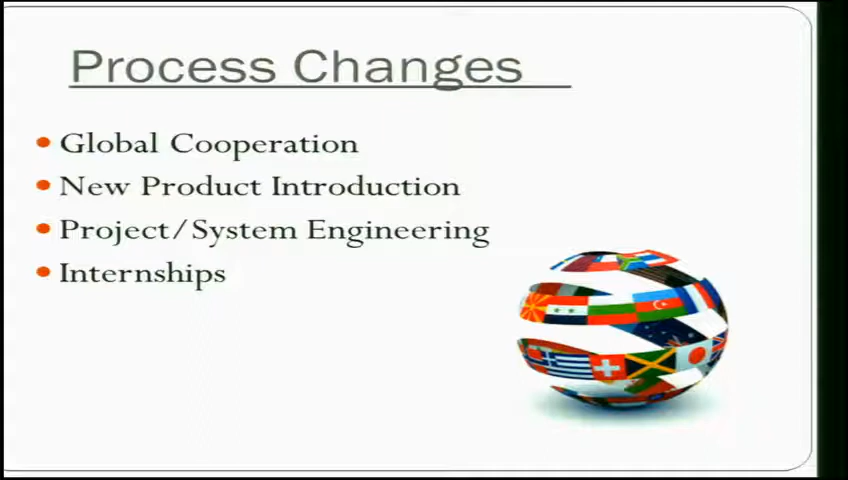 Process Changes
Global Cooperation
New Product Introduction
Project/System Engineering
Internships